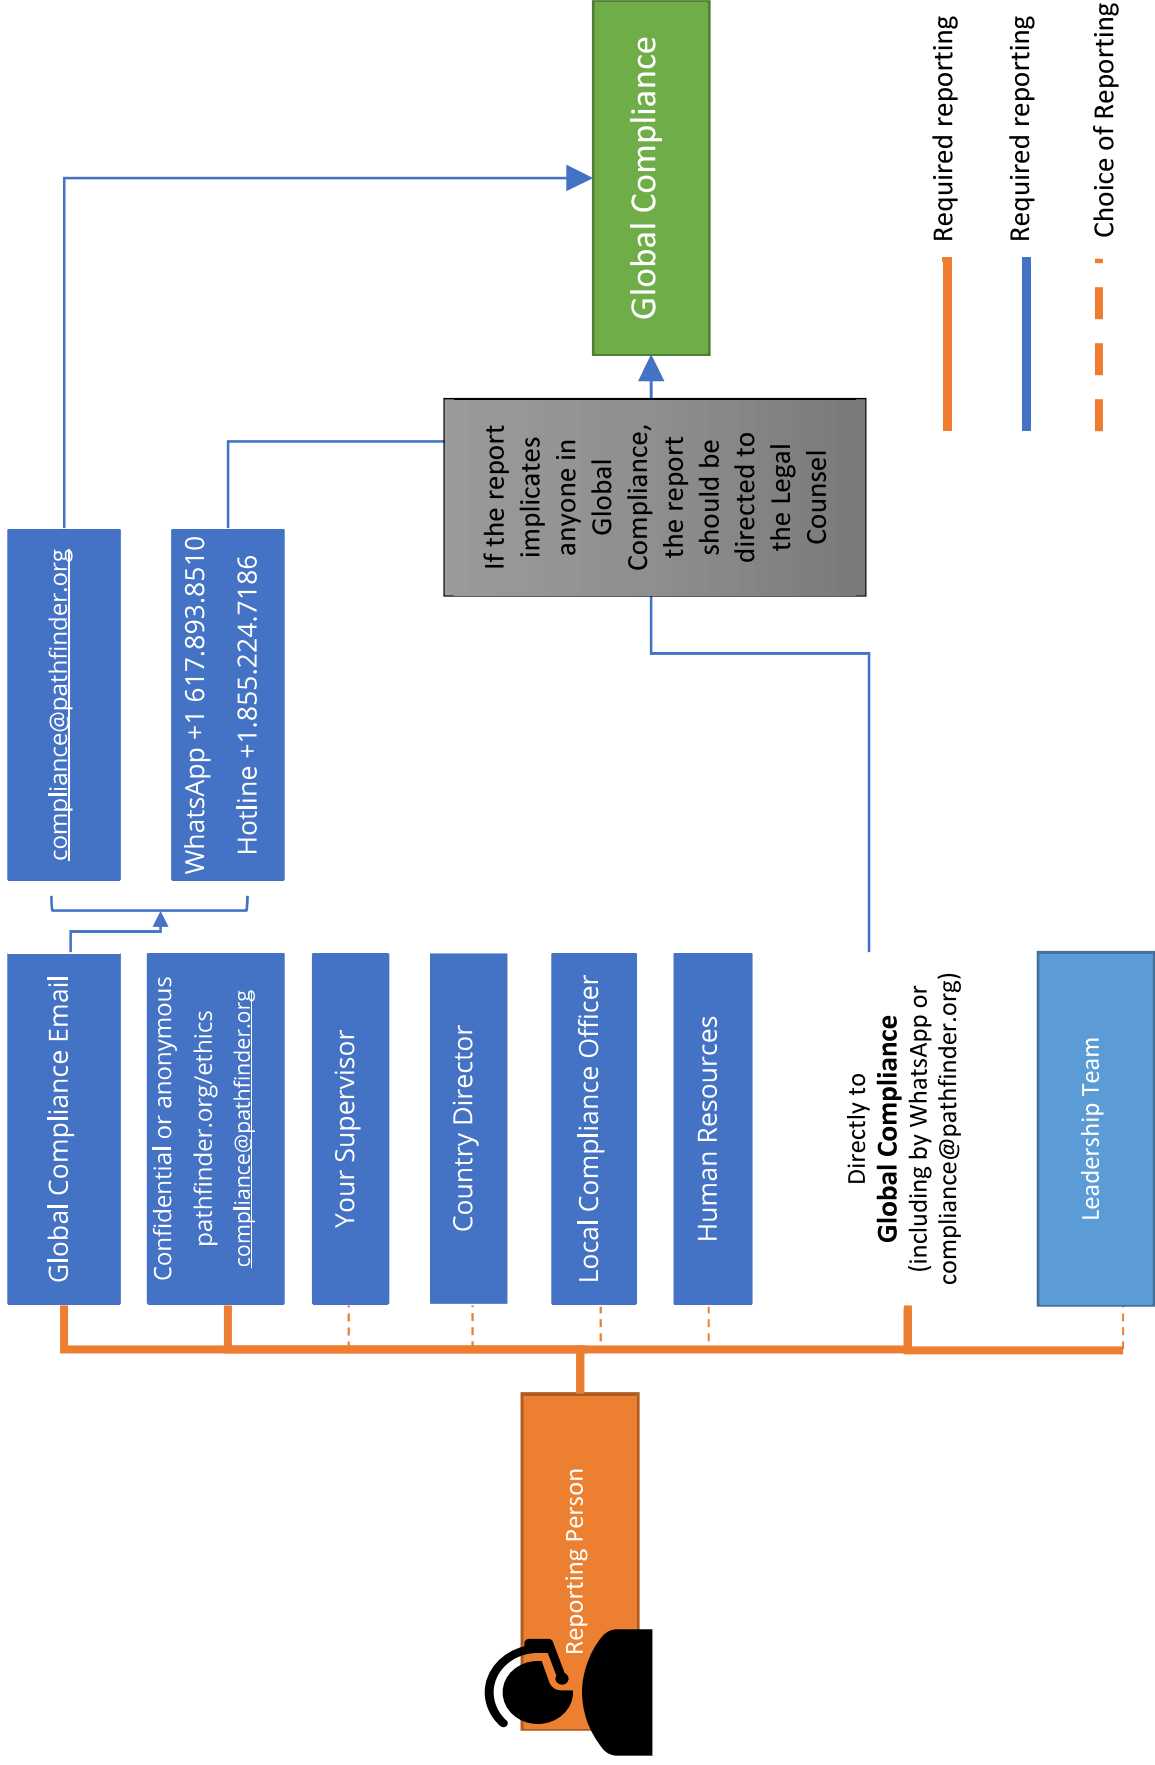 Reporting Person
Global Compliance Email
Confidential or anonymous
pathfinder.org/ethics
compliance@pathfinder.org
Your Supervisor
Country Director
Local Compliance Officer
Human Resources
Directly to
Global Compliance
(including by WhatsApp or
compliance@pathfinder.org)
Leadership Team
compliance@pathfinder.org
WhatsApp +1 617.893.8510
Hotline +1.855.224.7186
If the report
implicates
anyone in
Global
Compliance,
the report
should be
directed to
the Legal
Counsel
Global Compliance
Required reporting
Required reporting
Choice of Reporting